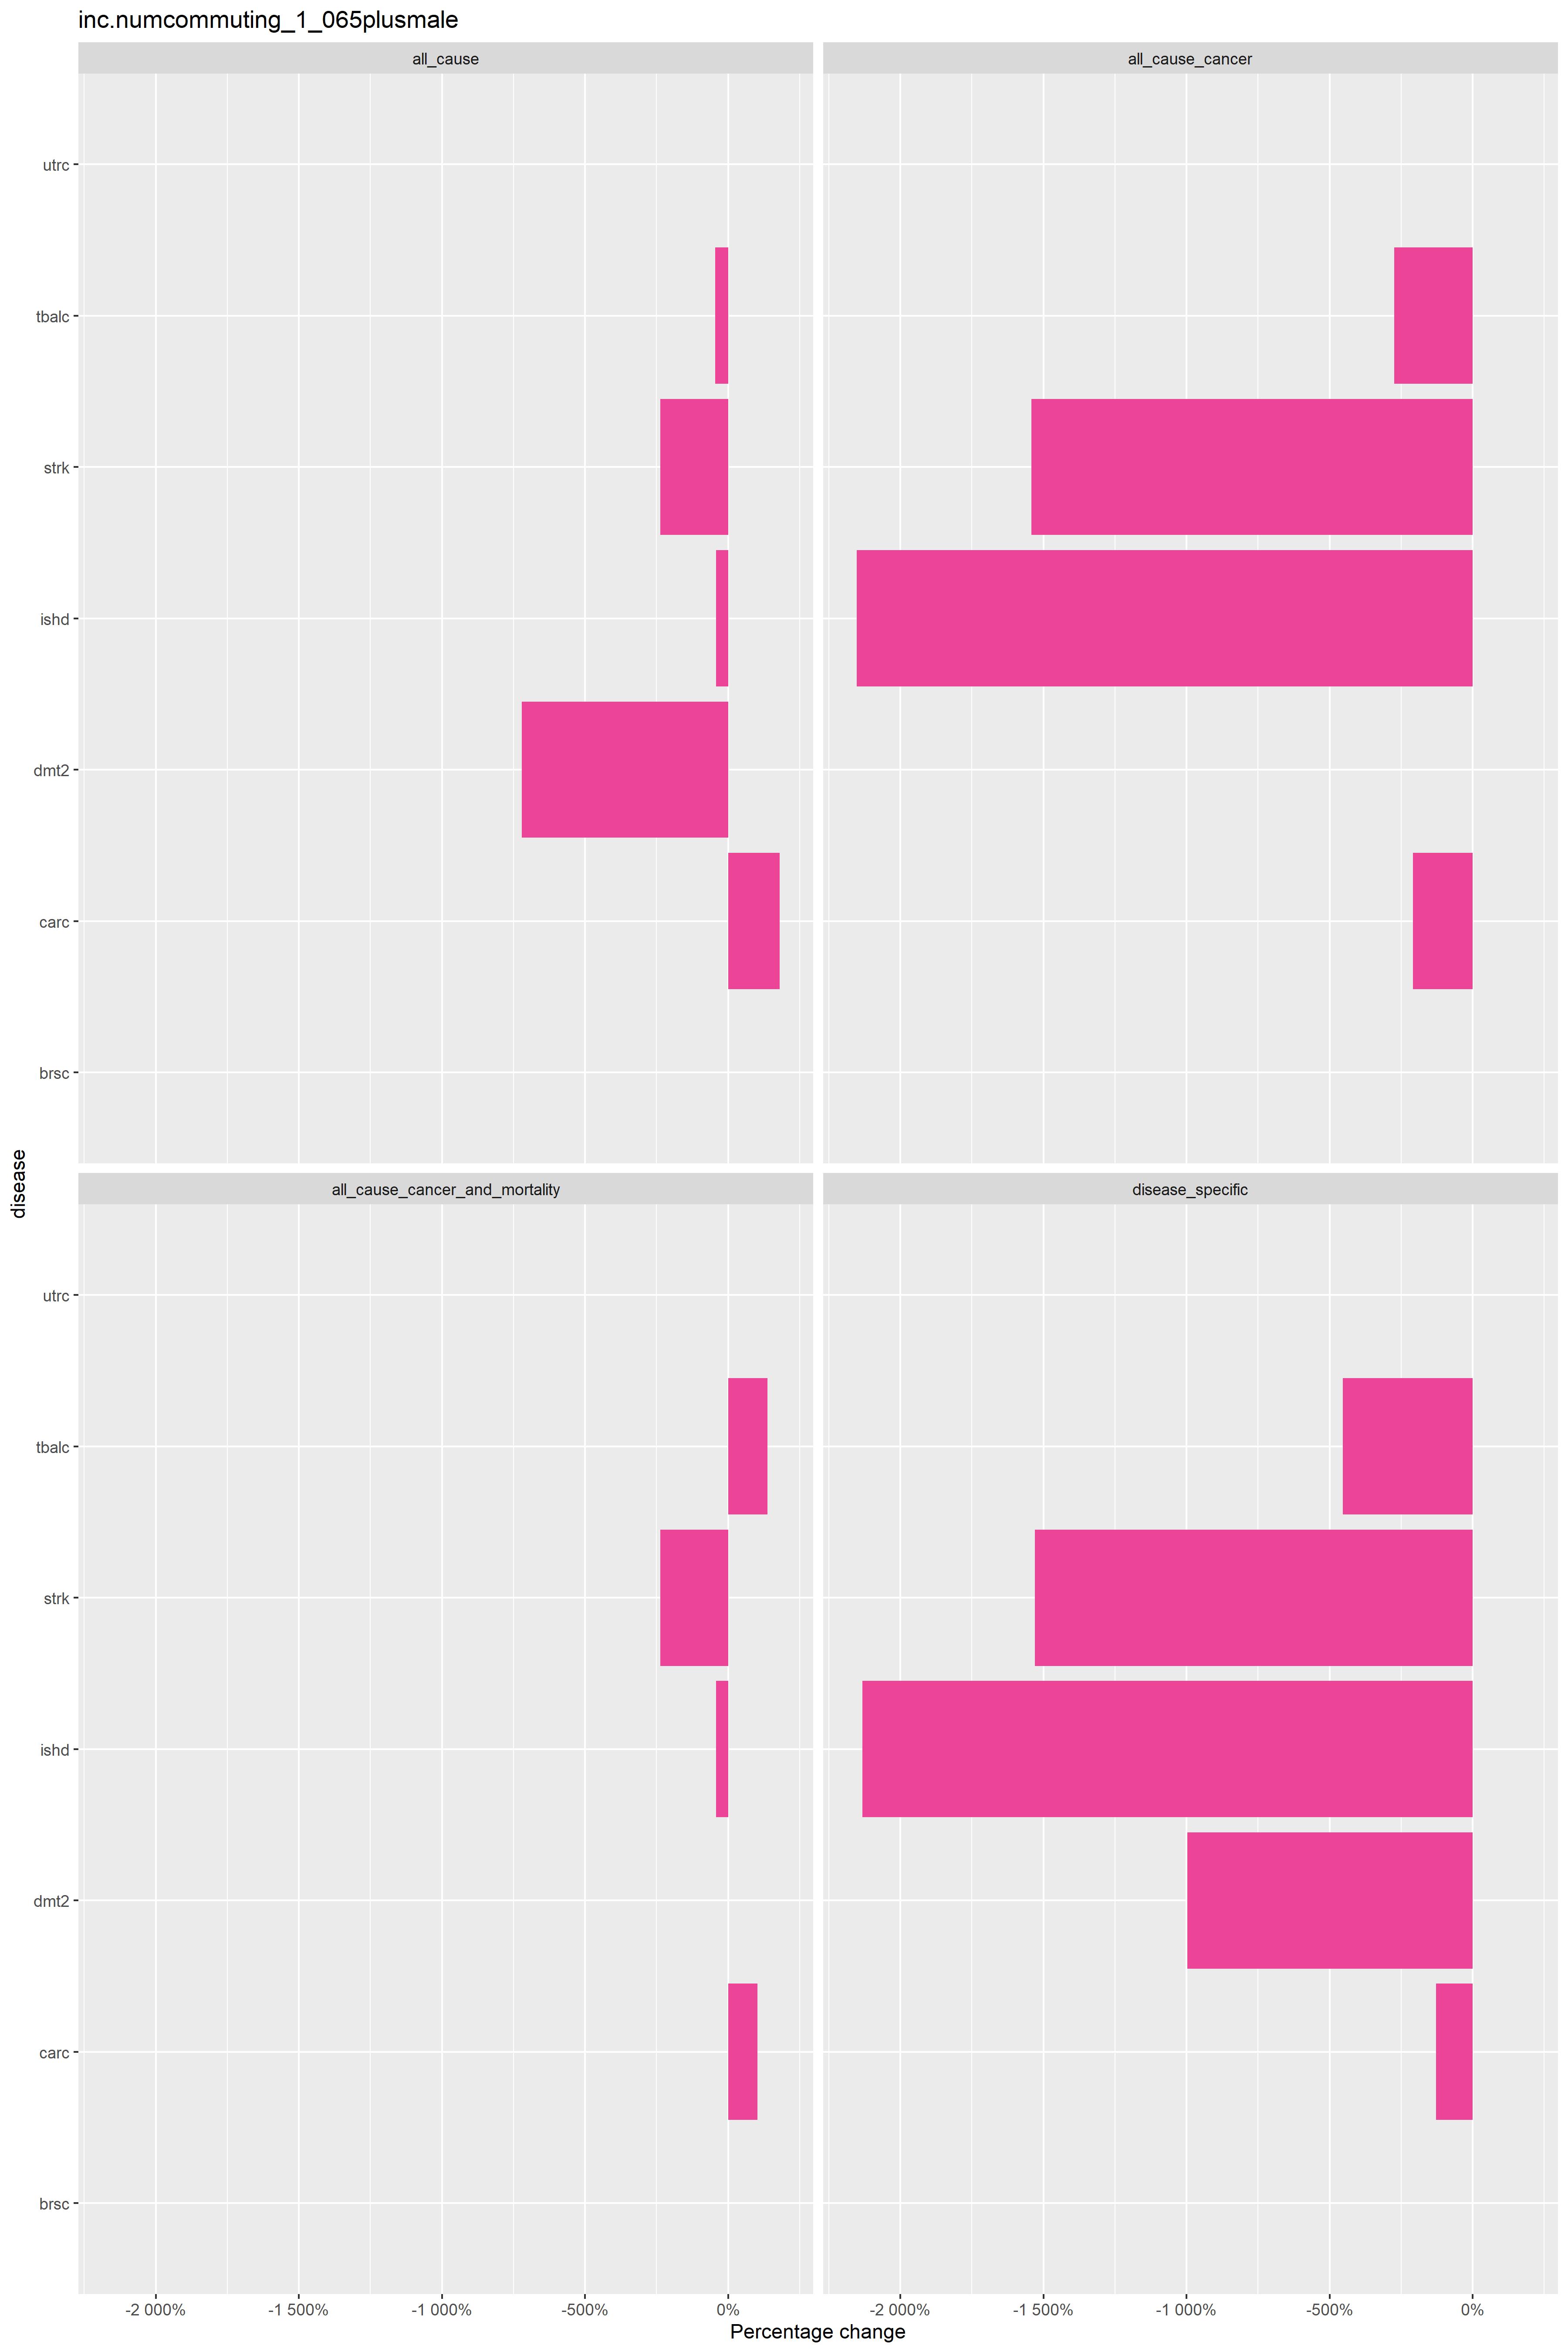 inc.numcommuting_1_065plusmale
all_cause
all_cause_cancer
utrc
tbalc
strk
ishd
dmt2
carc
brsc
disease
all_cause_cancer_and_mortality
disease_specific
utrc
tbalc
strk
ishd
dmt2
carc
brsc
-2 000% -1 500% -1 000% -500% 0%
-2 000% -1 500% -1 000% -500% 0%
Percentage change